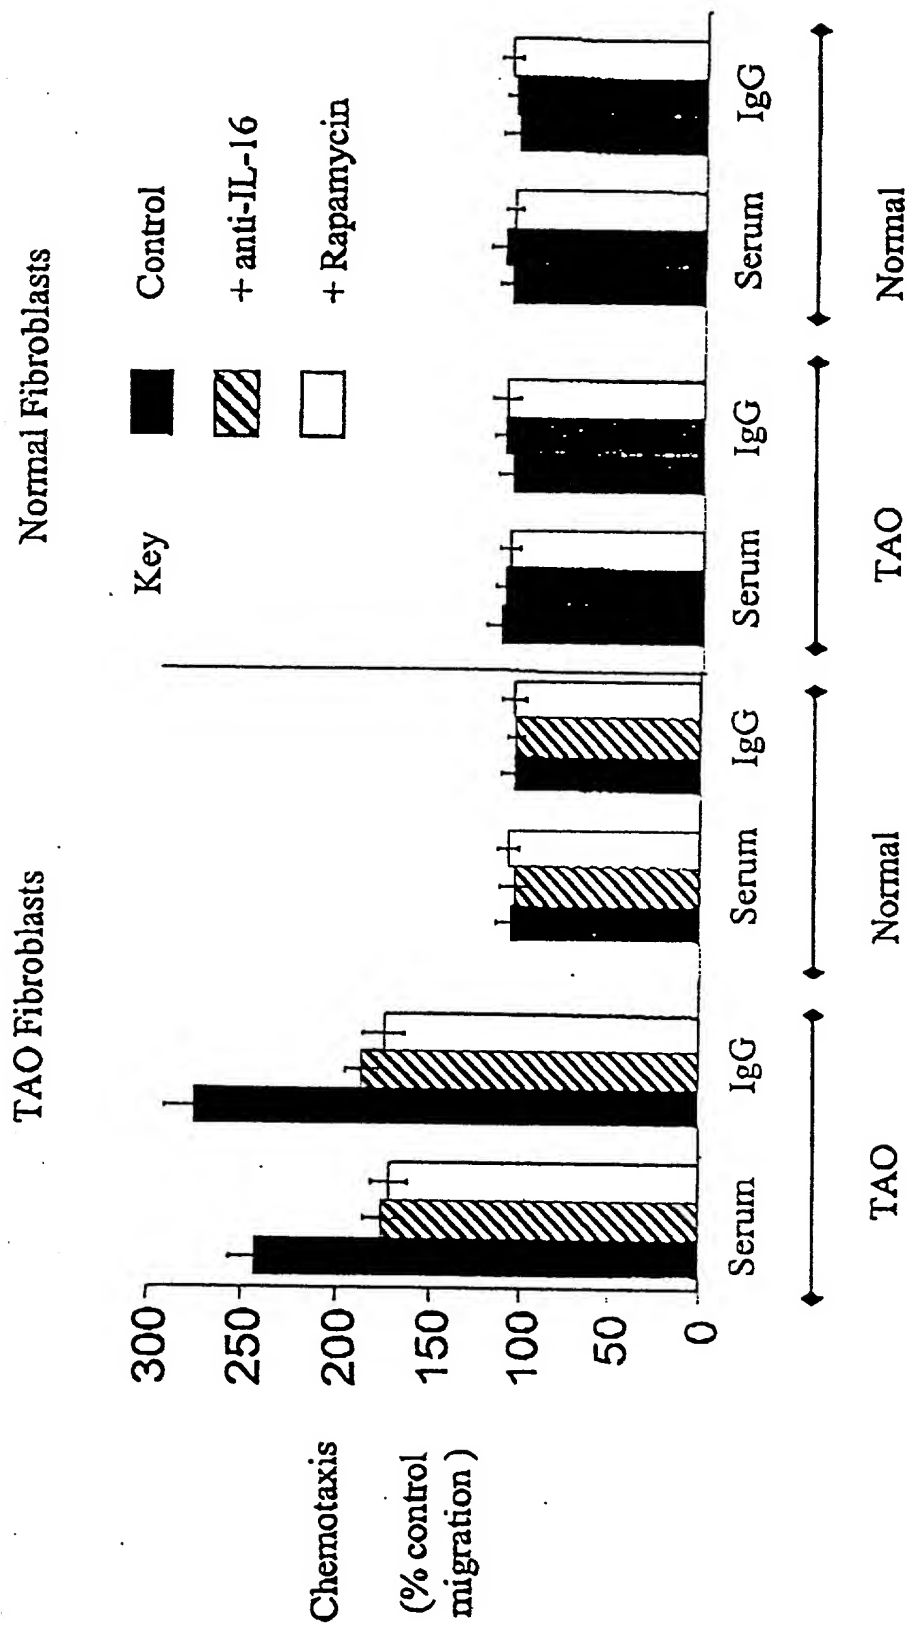 TAO Fibroblasts
Normal Fibroblasts
Key
Control
+ anti-IL-16
+ Rapamycin
Chemotaxis
(% control
migration)
300
250
200
150
100
50
0
Serum
IgG
Serum
IgG
Serum
IgG
Serum
IgG
TAO
Normal
TAO
Normal